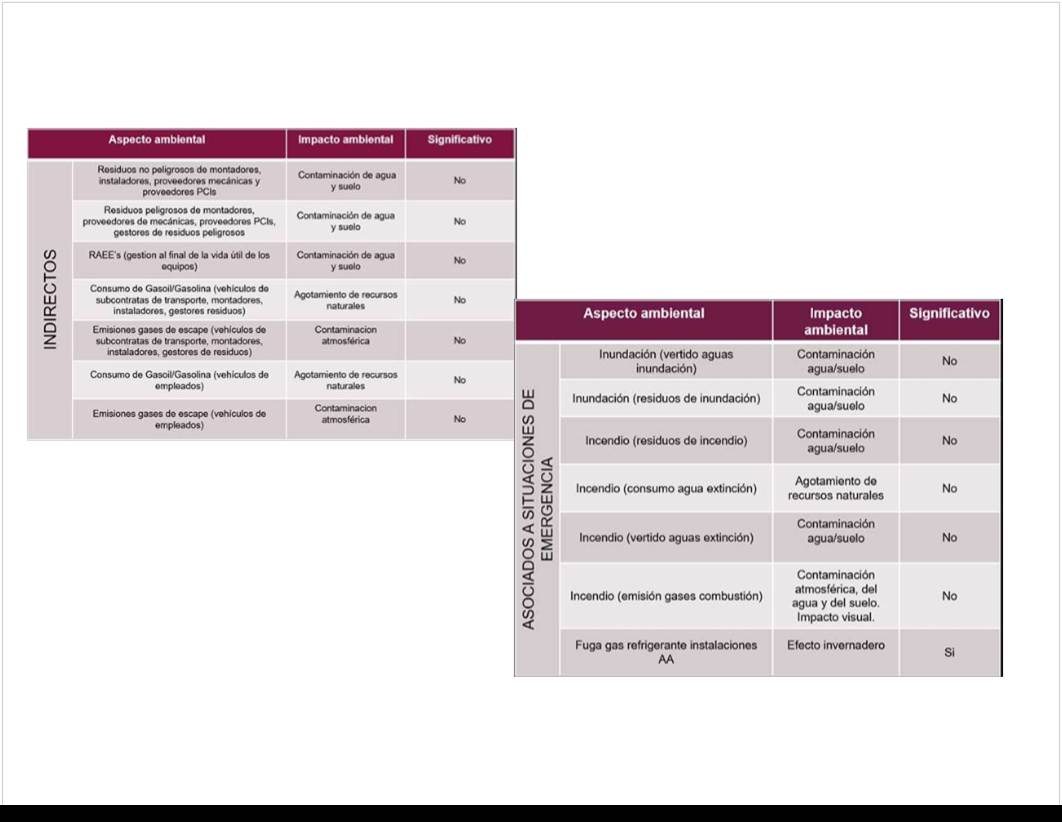 Aspecto ambiental Impacto ambiental Significativo
INDIRECTOS
Residuos no peligrosos de montadores,
instaladores, proveedores mecánicas y
proveedores PCIs
Contaminación de agua
y suelo
No
Residuos peligrosos de montadores,
proveedores de mecánicas, proveedores PCIs,
gestores de residuos peligrosos
Contaminación de agua
y suelo
No
RAEE's (gestion al final de la vida útil de los
equipos)
Contaminación de agua
y suelo
No
Consumo de Gasoil/Gasolina (vehículos de
subcontratas de transporte, montadores,
instaladores, gestores residuos)
Agotamiento de recursos
naturales
No
Emisiones gases de escape (vehículos de
subcontratas de transporte, montadores,
instaladores, gestores de residuos)
Contaminacion
atmosférica
No
Consumo de Gasoil/Gasolina (vehículos de
empleados)
Agotamiento de recursos
naturales
No
Emisiones gases de escape (vehículos de
empleados)
Contaminacion
atmosférica
No
Aspecto ambiental
Impacto
ambiental
Significativo
ASOCIADOS A SITUACIONES DE
EMERGENCIA
Inundación (vertido aguas
inundación)
Contaminación
agua/suelo
No
Inundación (residuos de inundación)
Contaminación
agua/suelo
No
Incendio (residuos de incendio)
Contaminación
agua/suelo
No
Incendio (consumo agua extinción)
Agotamiento de
recursos naturales
No
Incendio (vertido aguas extinción)
Contaminación
agua/suelo
No
Incendio (emisión gases combustión)
Contaminación
atmosférica, del
agua y del suelo.
Impacto visual.
No
Fuga gas refrigerante instalaciones
AA
Efecto invernadero
Si